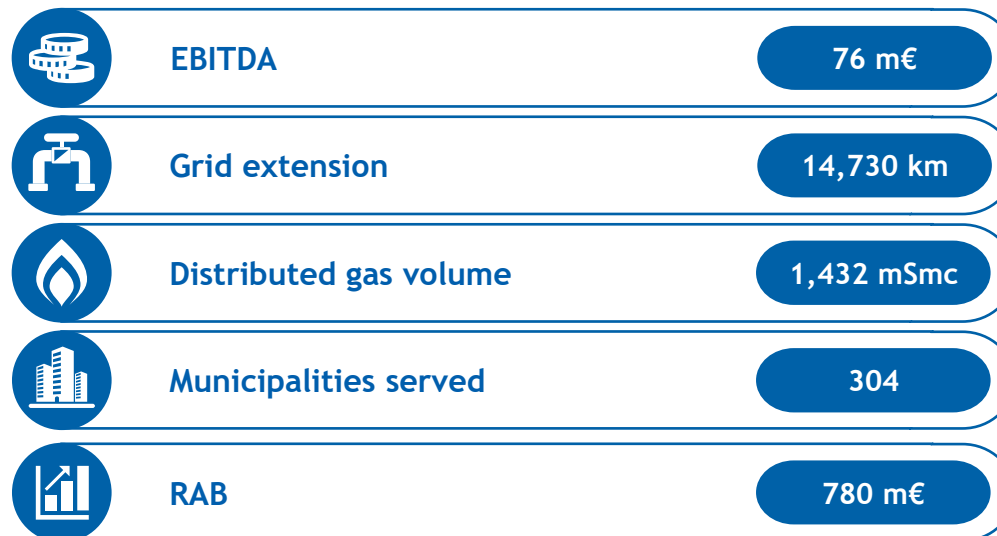 EBITDA 76 m€
Grid extension 14,730 km
Distributed gas volume 1,432 mSmc
Municipalities served 304
RAB 780 m€